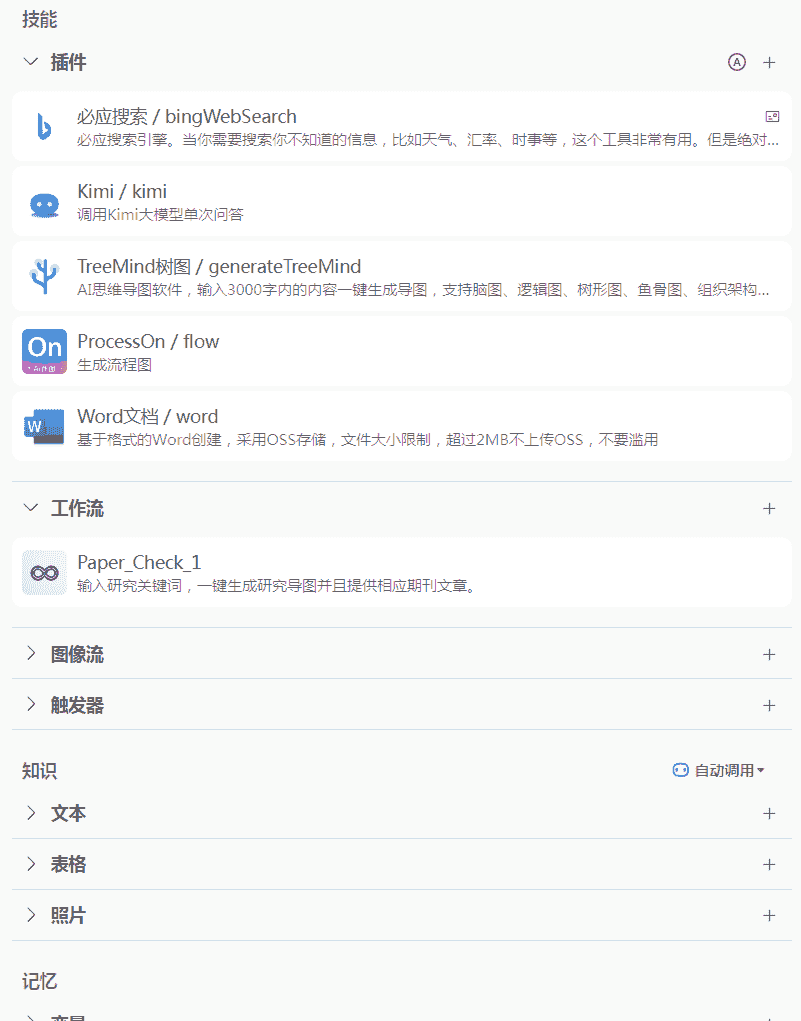 技能
插件
A
必应搜索 / bingWebSearch
必应搜索引擎。当你需要搜索你不知道的信息，比如天气、汇率、时事等，这个工具非常有用。但是绝对...
Kimi / kimi
调用Kimi大模型单次问答
TreeMind树图 / generateTreeMind
AI思维导图软件，输入3000字内的内容一键生成导图，支持脑图、逻辑图、树形图、鱼骨图、组织架构...
On
ProcessOn / flow
生成流程图
W
Word文档 / word
基于格式的Word创建，采用OSS存储，文件大小限制，超过2MB不上传OSS，不要滥用
工作流
Paper_Check_1
输入研究关键词，一键生成研究导图并且提供相应期刊文章。
图像流
触发器
知识
自动调用
文本
表格
照片
记忆